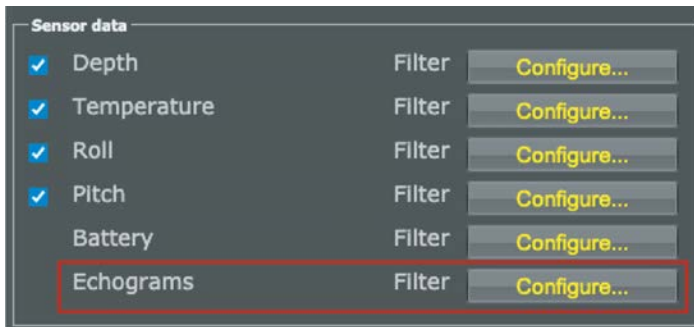 Sensor data
Depth Filter Configure...
Temperature Filter Configure...
Roll Filter Configure...
Pitch Filter Configure...
Battery Filter Configure...
Echograms Filter Configure...